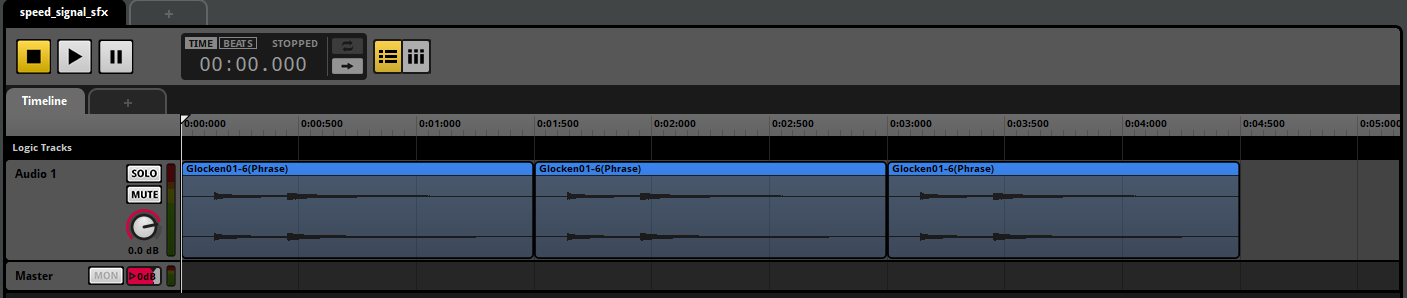 speed_signal_sfx +
TIME BEATS STOPPED
00:00.000
Timeline +
0:00:000 0:00:500 0:01:000 0:01:500 0:02:000 0:02:500 0:03:000 0:03:500 0:04:000 0:04:500 0:05:000
Logic Tracks
Audio 1 SOLO Glocken01-6(Phrase) Glocken01-6(Phrase) Glocken01-6(Phrase)
MUTE
0.0 dB
Master MON 0dB